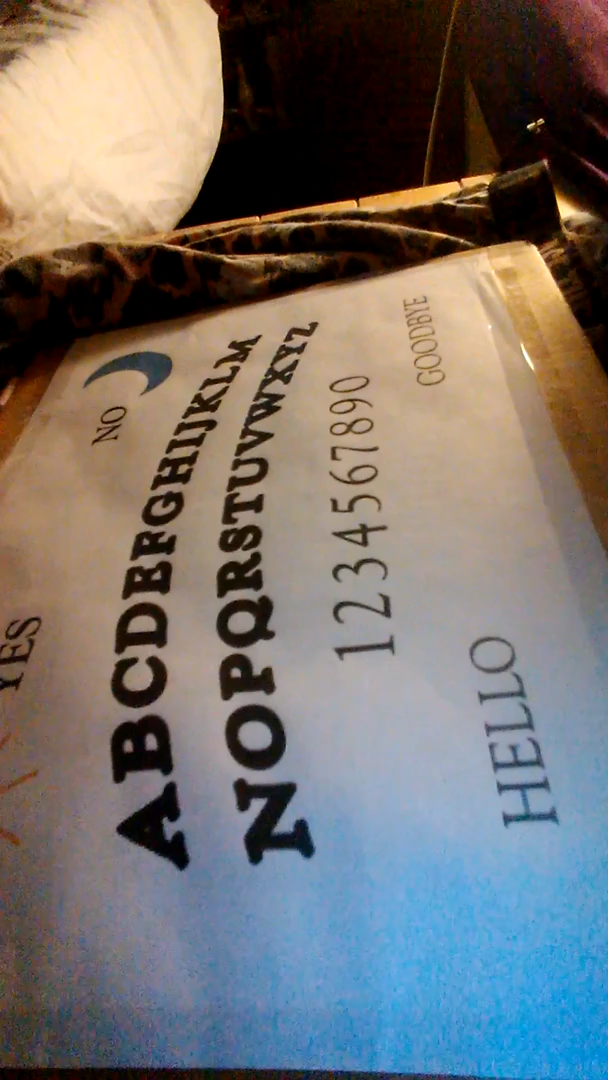 YES
NO
ABCDEFGHIJKLM
NOPQRSTUVWXYZ
1234567890
HELLO
GOODBYE